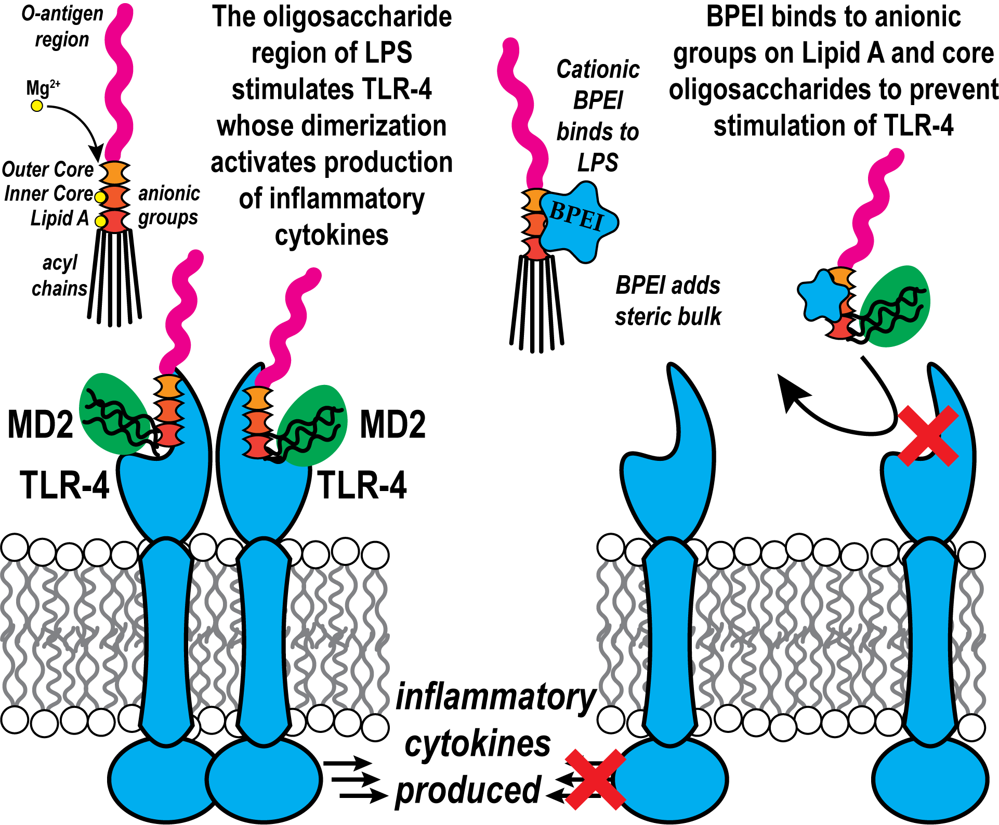 O-antigen
region
Mg²⁺
Outer Core
Inner Core
Lipid A
anionic
groups
acyl
chains
The oligosaccharide
region of LPS
stimulates TLR-4
whose dimerization
activates production
of inflammatory
cytokines
Cationic
BPEI
binds to
LPS
BPEI
BPEI adds
steric bulk
BPEI binds to anionic
groups on Lipid A and core
oligosaccharides to prevent
stimulation of TLR-4
MD2
TLR-4
MD2
TLR-4
inflammatory
cytokines
produced